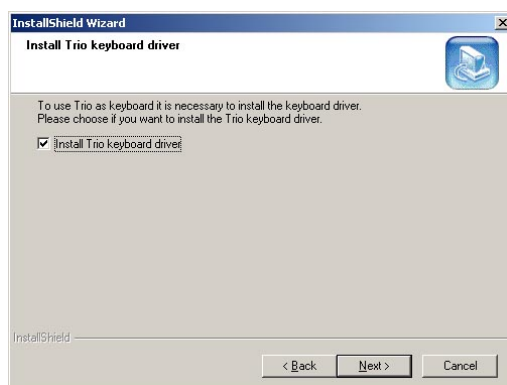 InstallShield Wizard
Install Trio keyboard driver
To use Trio as keyboard it is necessary to install the keyboard driver.
Please choose if you want to install the Trio keyboard driver.
Install Trio keyboard driver
InstallShield
< Back Next > Cancel